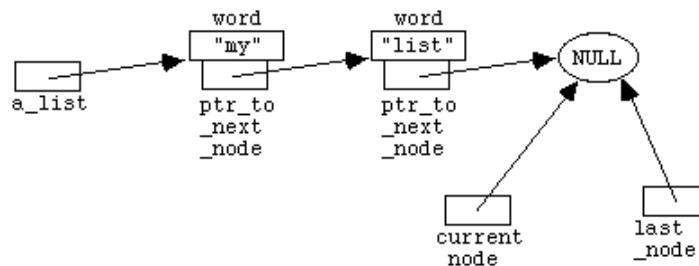 word
word
"my"
"list"
NULL
a_list
ptr_to
_next
_node
ptr_to
_next
_node
current
node
last
_node